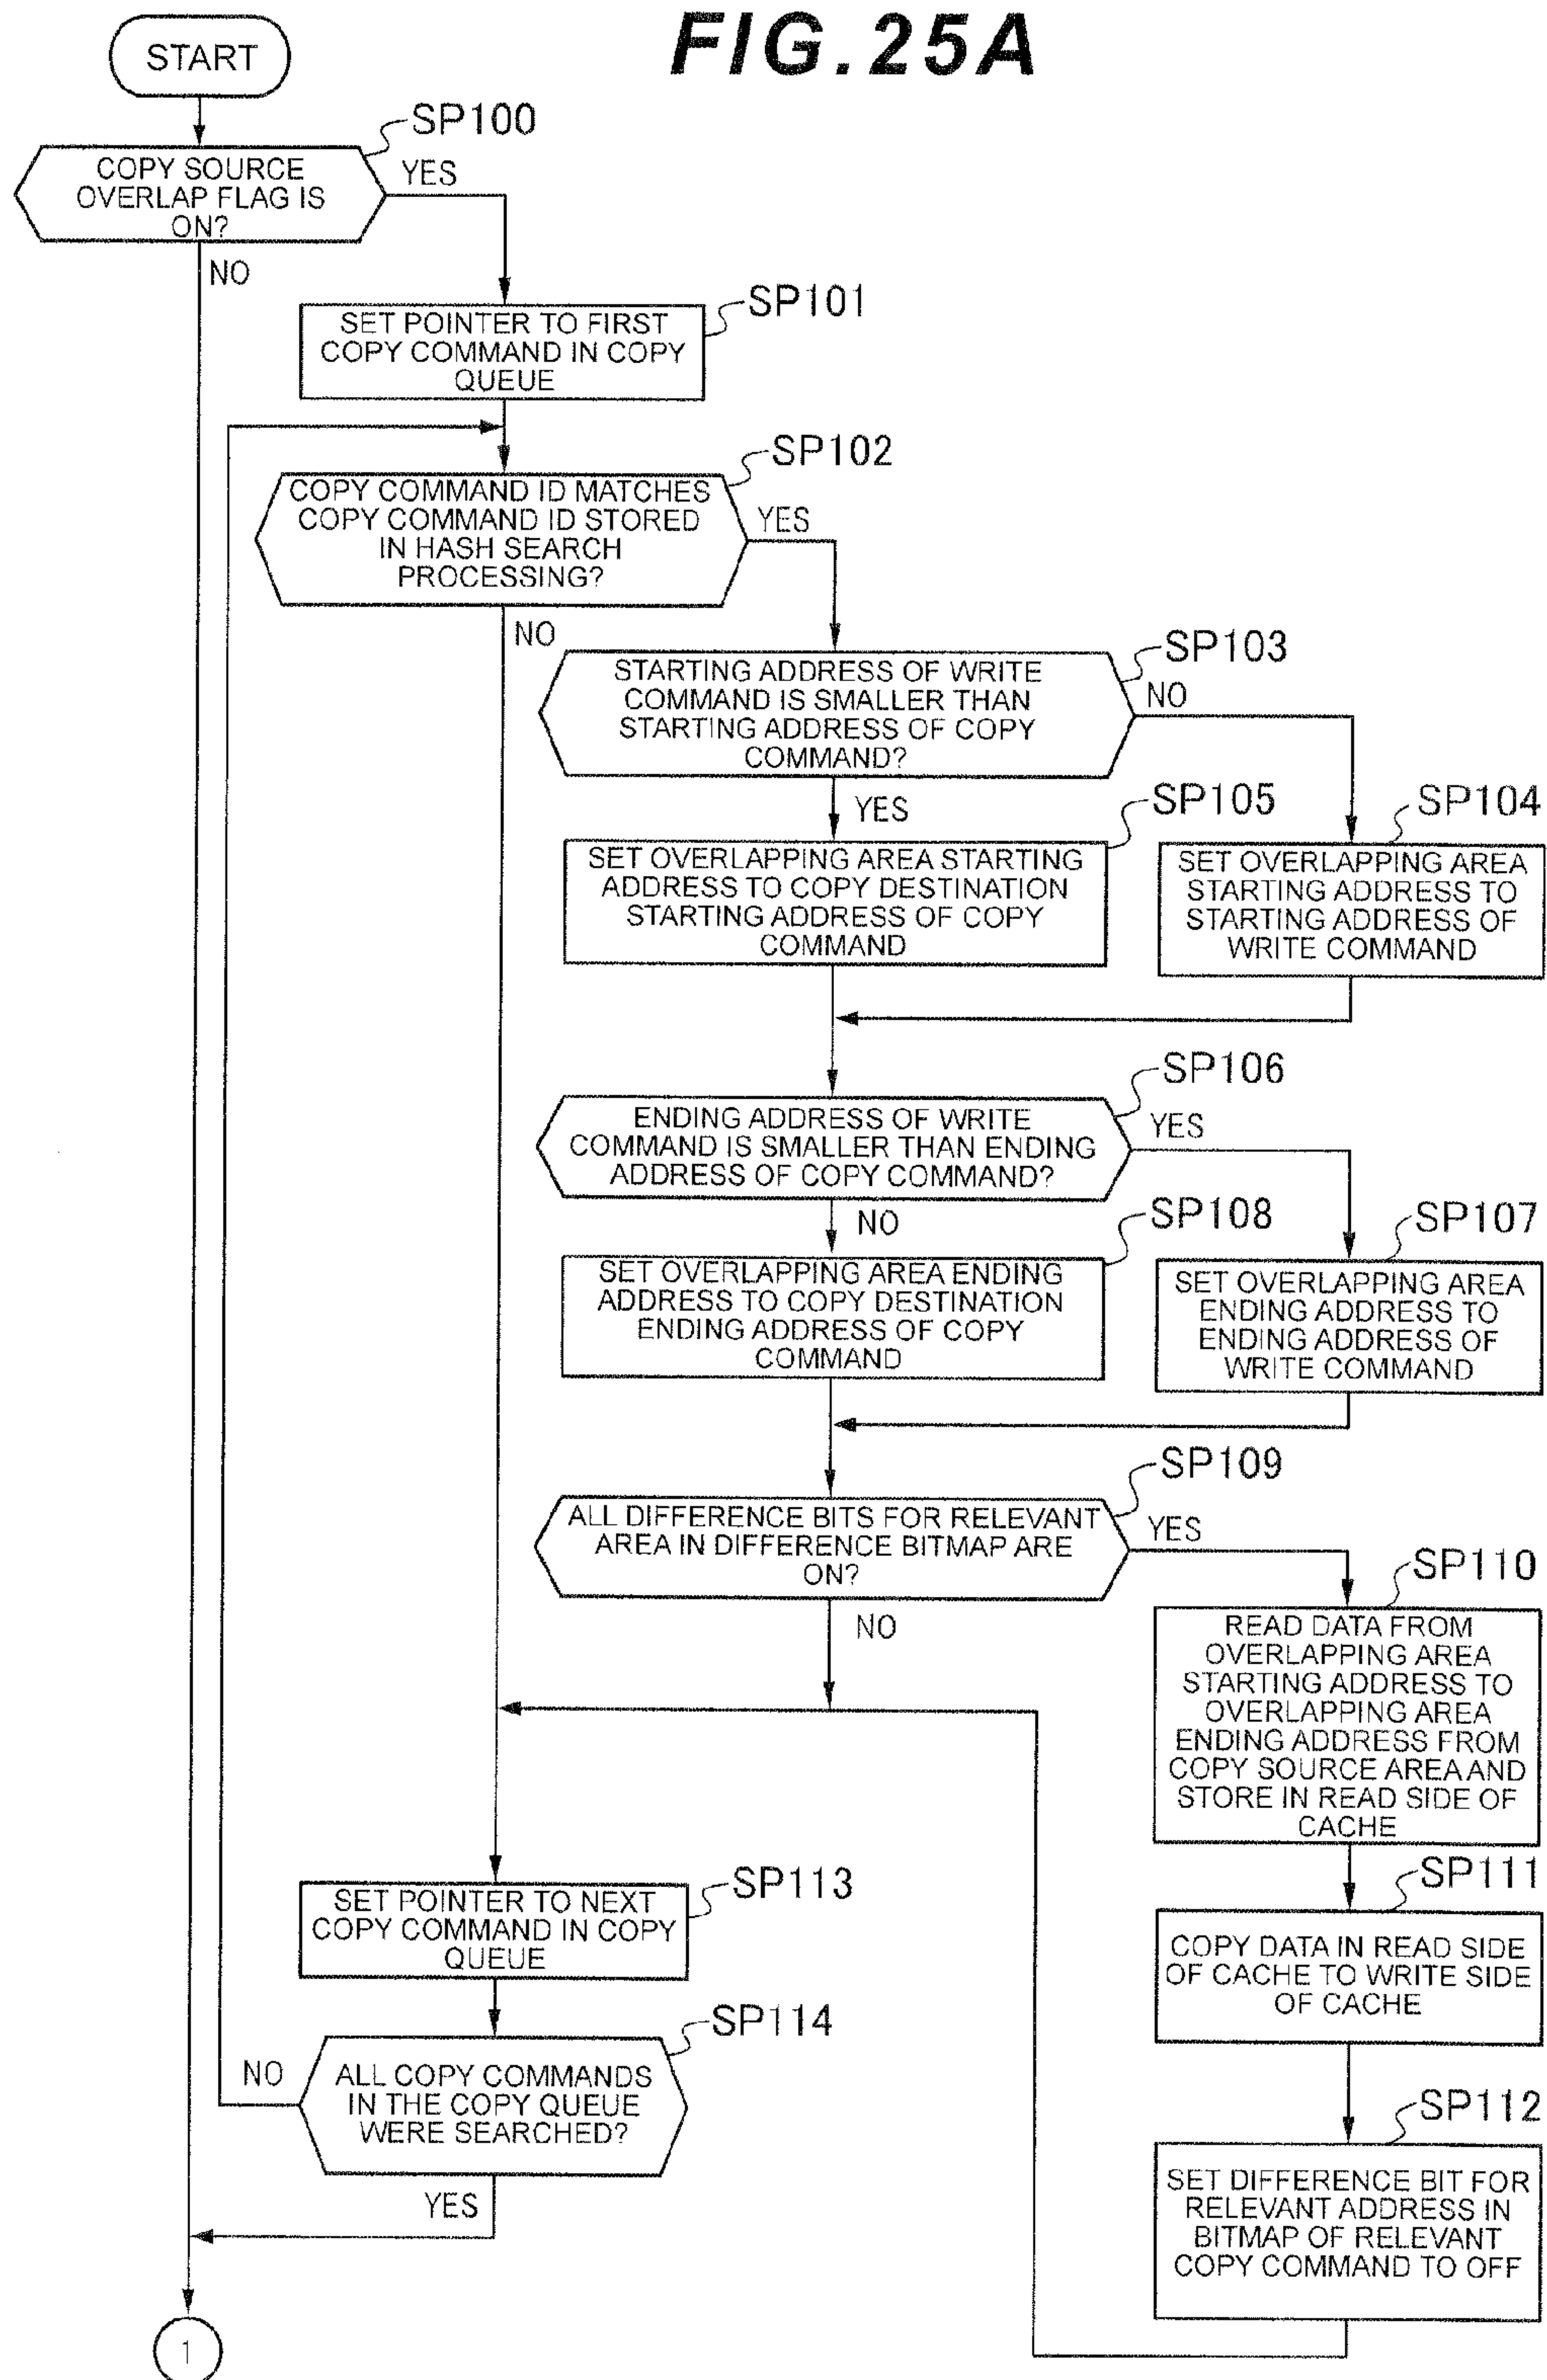 FIG. 25A
START
SP100
COPY SOURCE
OVERLAP FLAG IS
ON?
YES
NO
SP101
SET POINTER TO FIRST
COPY COMMAND IN COPY
QUEUE
SP102
COPY COMMAND ID MATCHES
COPY COMMAND ID STORED
IN HASH SEARCH
PROCESSING?
YES
NO
SP103
STARTING ADDRESS OF WRITE
COMMAND IS SMALLER THAN
STARTING ADDRESS OF COPY
COMMAND?
NO
YES
SP105
SET OVERLAPPING AREA STARTING
ADDRESS TO COPY DESTINATION
STARTING ADDRESS OF COPY
COMMAND
SP104
SET OVERLAPPING AREA
STARTING ADDRESS TO
STARTING ADDRESS OF
WRITE COMMAND
SP106
ENDING ADDRESS OF WRITE
COMMAND IS SMALLER THAN ENDING
ADDRESS OF COPY COMMAND?
YES
NO
SP108
SET OVERLAPPING AREA ENDING
ADDRESS TO COPY DESTINATION
ENDING ADDRESS OF COPY
COMMAND
SP107
SET OVERLAPPING AREA
ENDING ADDRESS TO
ENDING ADDRESS OF
WRITE COMMAND
SP109
ALL DIFFERENCE BITS FOR RELEVANT
AREA IN DIFFERENCE BITMAP ARE
ON?
YES
NO
SP110
READ DATA FROM
OVERLAPPING AREA
STARTING ADDRESS TO
OVERLAPPING AREA
ENDING ADDRESS FROM
COPY SOURCE AREA AND
STORE IN READ SIDE OF
CACHE
SP111
COPY DATA IN READ SIDE
OF CACHE TO WRITE SIDE
OF CACHE
SP112
SET DIFFERENCE BIT FOR
RELEVANT ADDRESS IN
BITMAP OF RELEVANT
COPY COMMAND TO OFF
SP113
SET POINTER TO NEXT
COPY COMMAND IN COPY
QUEUE
SP114
ALL COPY COMMANDS
IN THE COPY QUEUE
WERE SEARCHED?
NO
YES
1